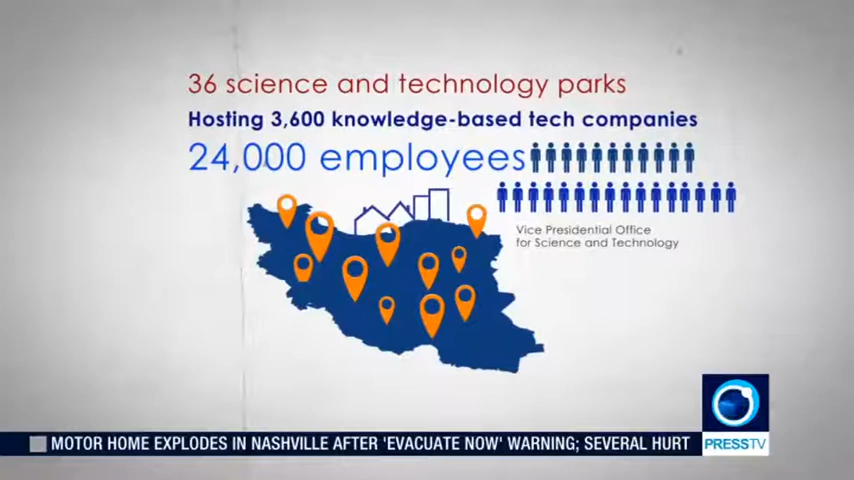 36 science and technology parks
Hosting 3,600 knowledge-based tech companies
24,000 employees
Vice Presidential Office
for Science and Technology
MOTOR HOME EXPLODES IN NASHVILLE AFTER 'EVACUATE NOW' WARNING; SEVERAL HURT
PRESSTV